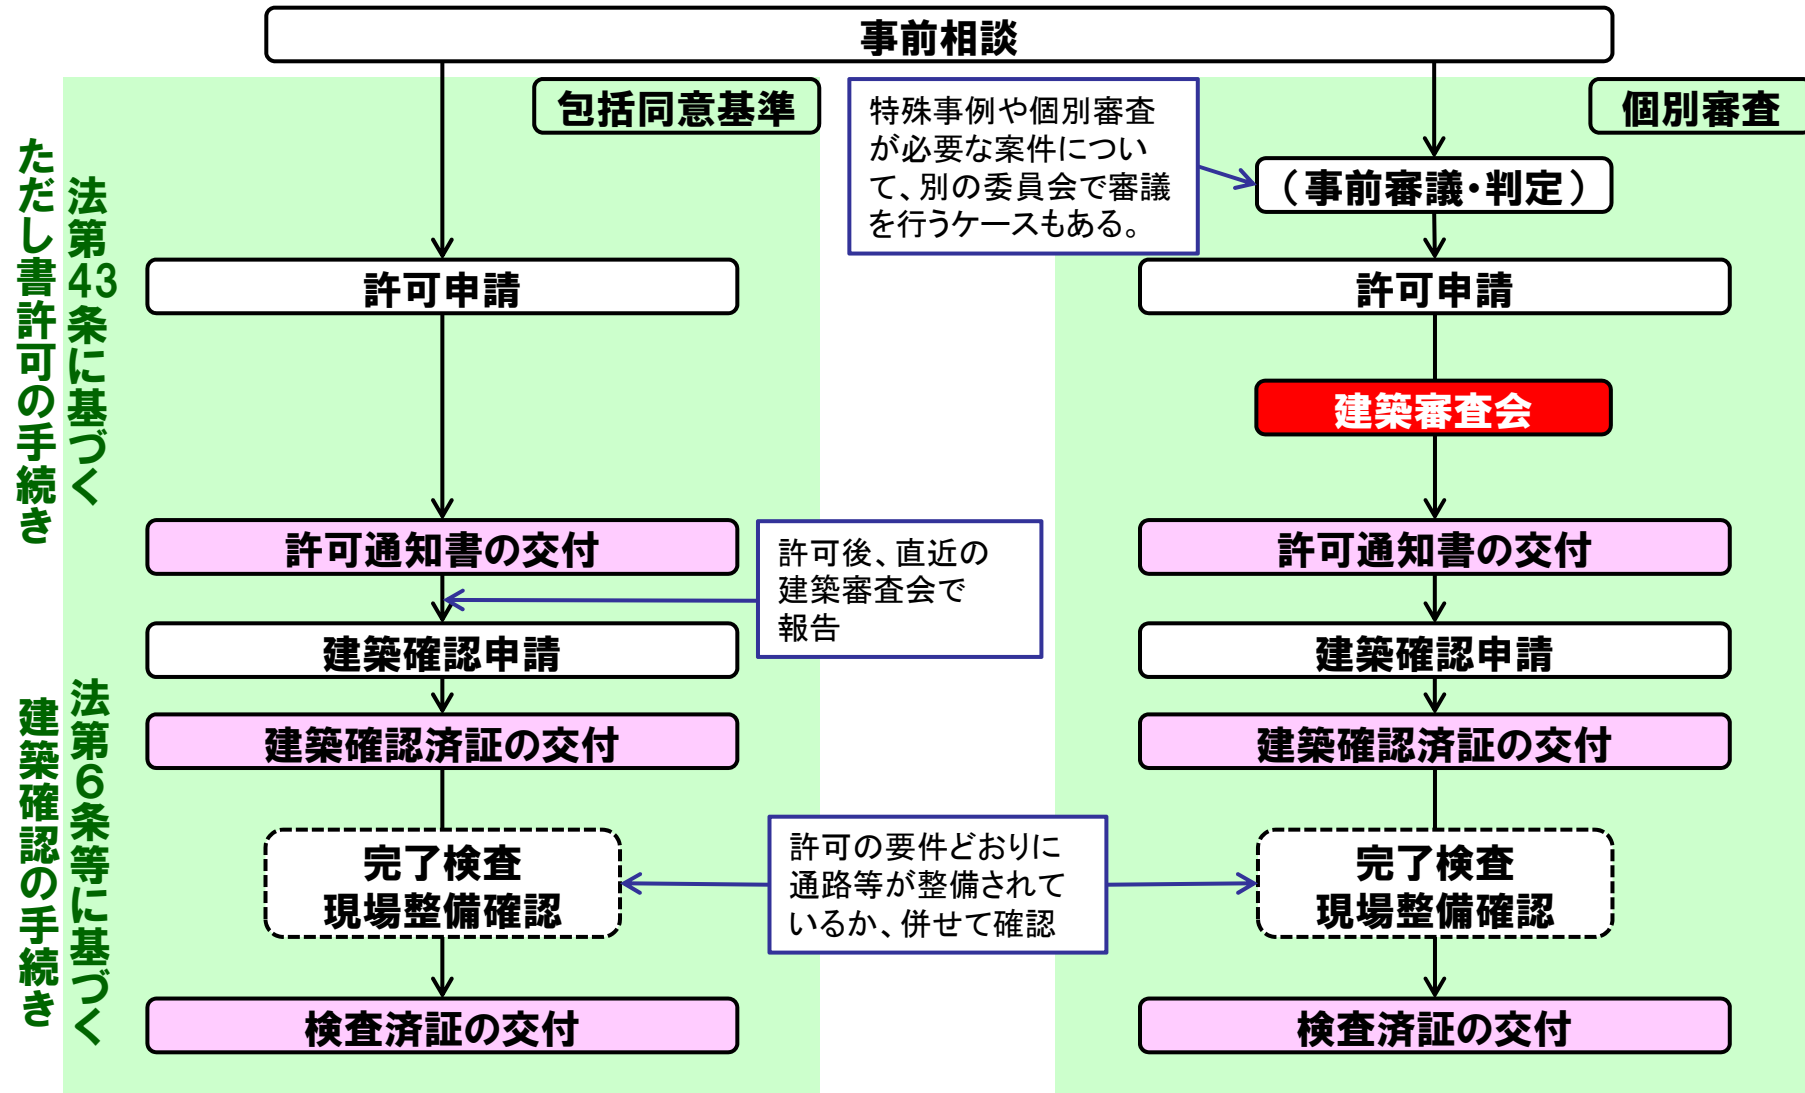 事前相談
法第43条に基づく
ただし書許可の手続き
法第6条等に基づく
建築確認の手続き
包括同意基準
許可申請
許可通知書の交付
許可後、直近の
建築審査会で
報告
建築確認申請
建築確認済証の交付
完了検査
現場整備確認
検査済証の交付
許可の要件どおりに
通路等が整備されて
いるか、併せて確認
個別審査
特殊事例や個別審査
が必要な案件につい
て、別の委員会で審議
を行うケースもある。
（事前審議・判定）
許可申請
建築審査会
許可通知書の交付
建築確認申請
建築確認済証の交付
完了検査
現場整備確認
検査済証の交付